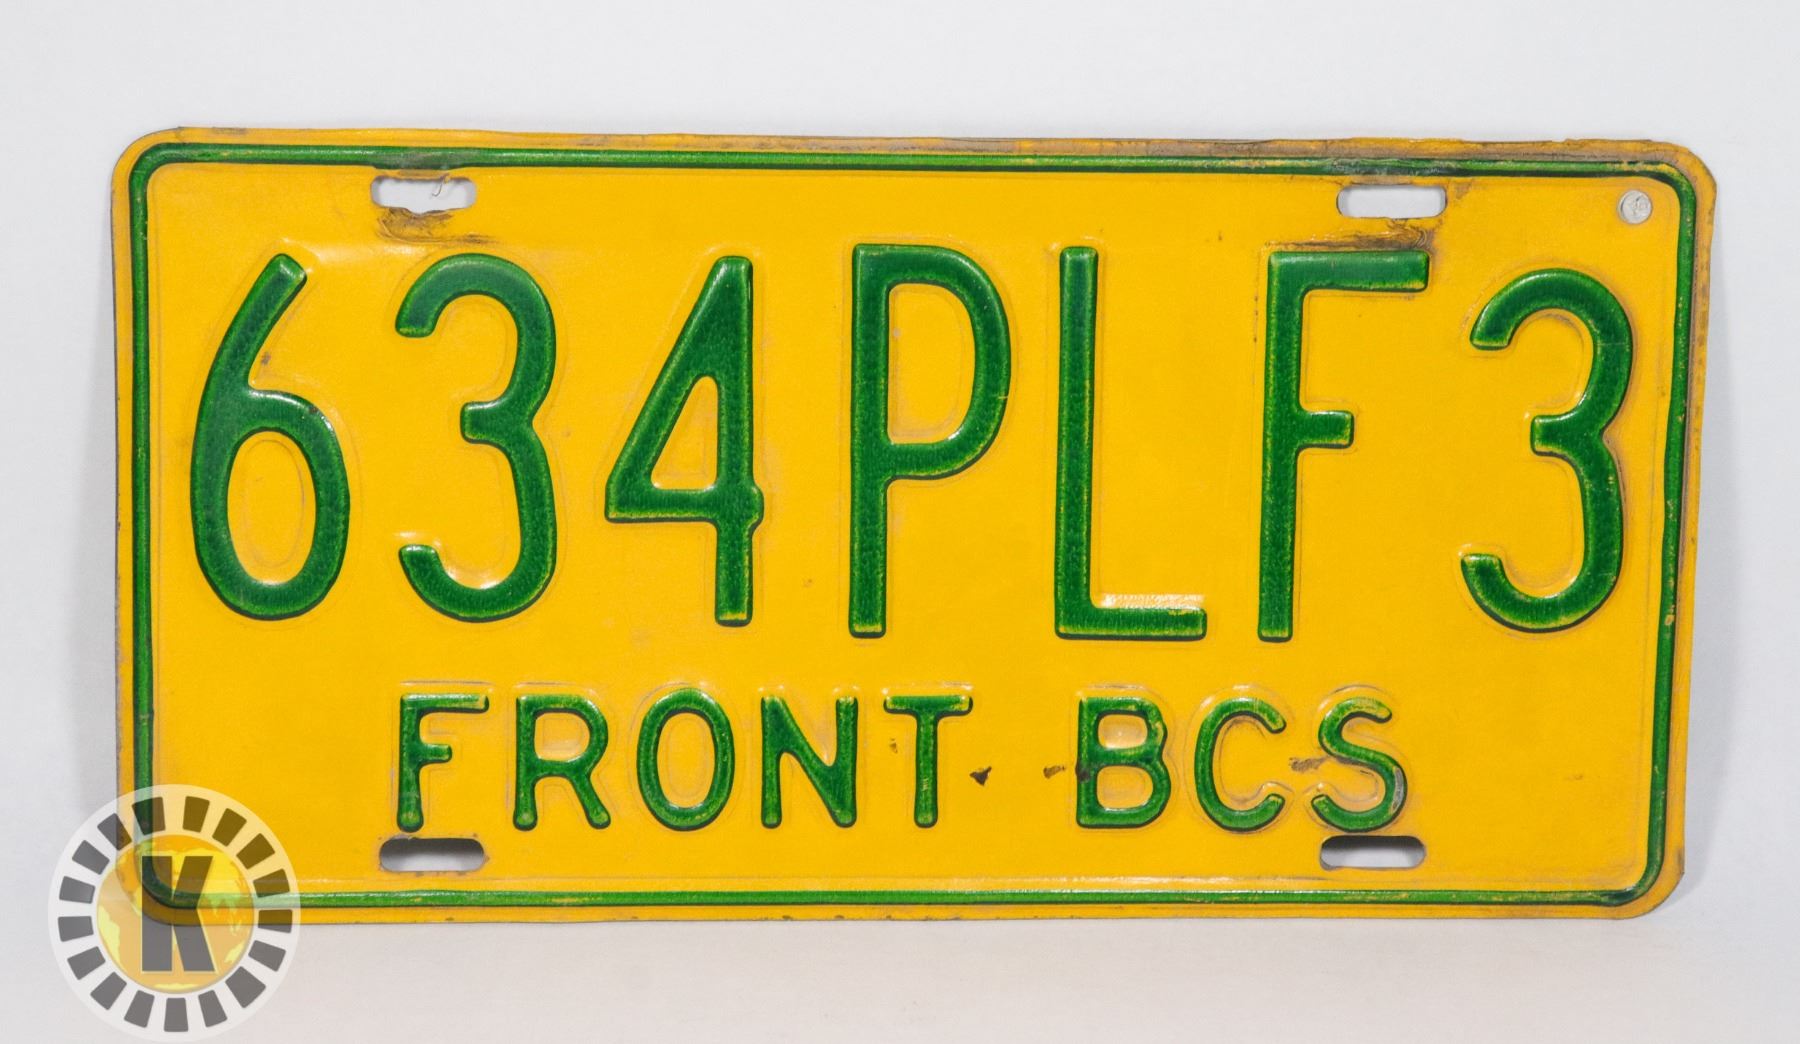 634PLF3
FRONT BCS
K